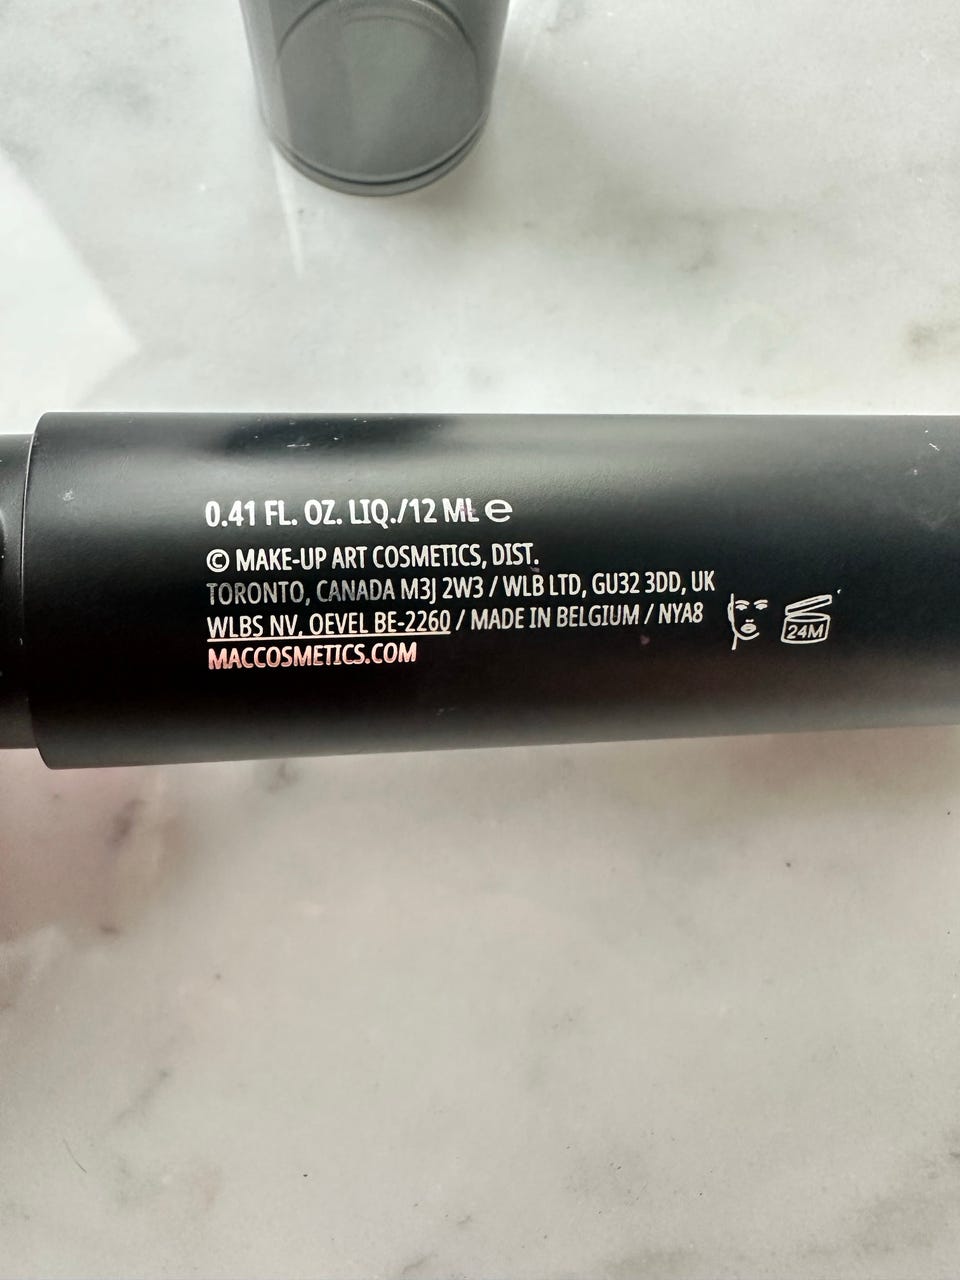 0.41 FL. OZ. LIQ./12 ML ℮
© MAKE-UP ART COSMETICS, DIST.
TORONTO, CANADA M3J 2W3 / WLB LTD, GU32 3DD, UK
WLBS NV, OEVEL BE-2260 / MADE IN BELGIUM / NYA8
MACCOSMETICS.COM
24M